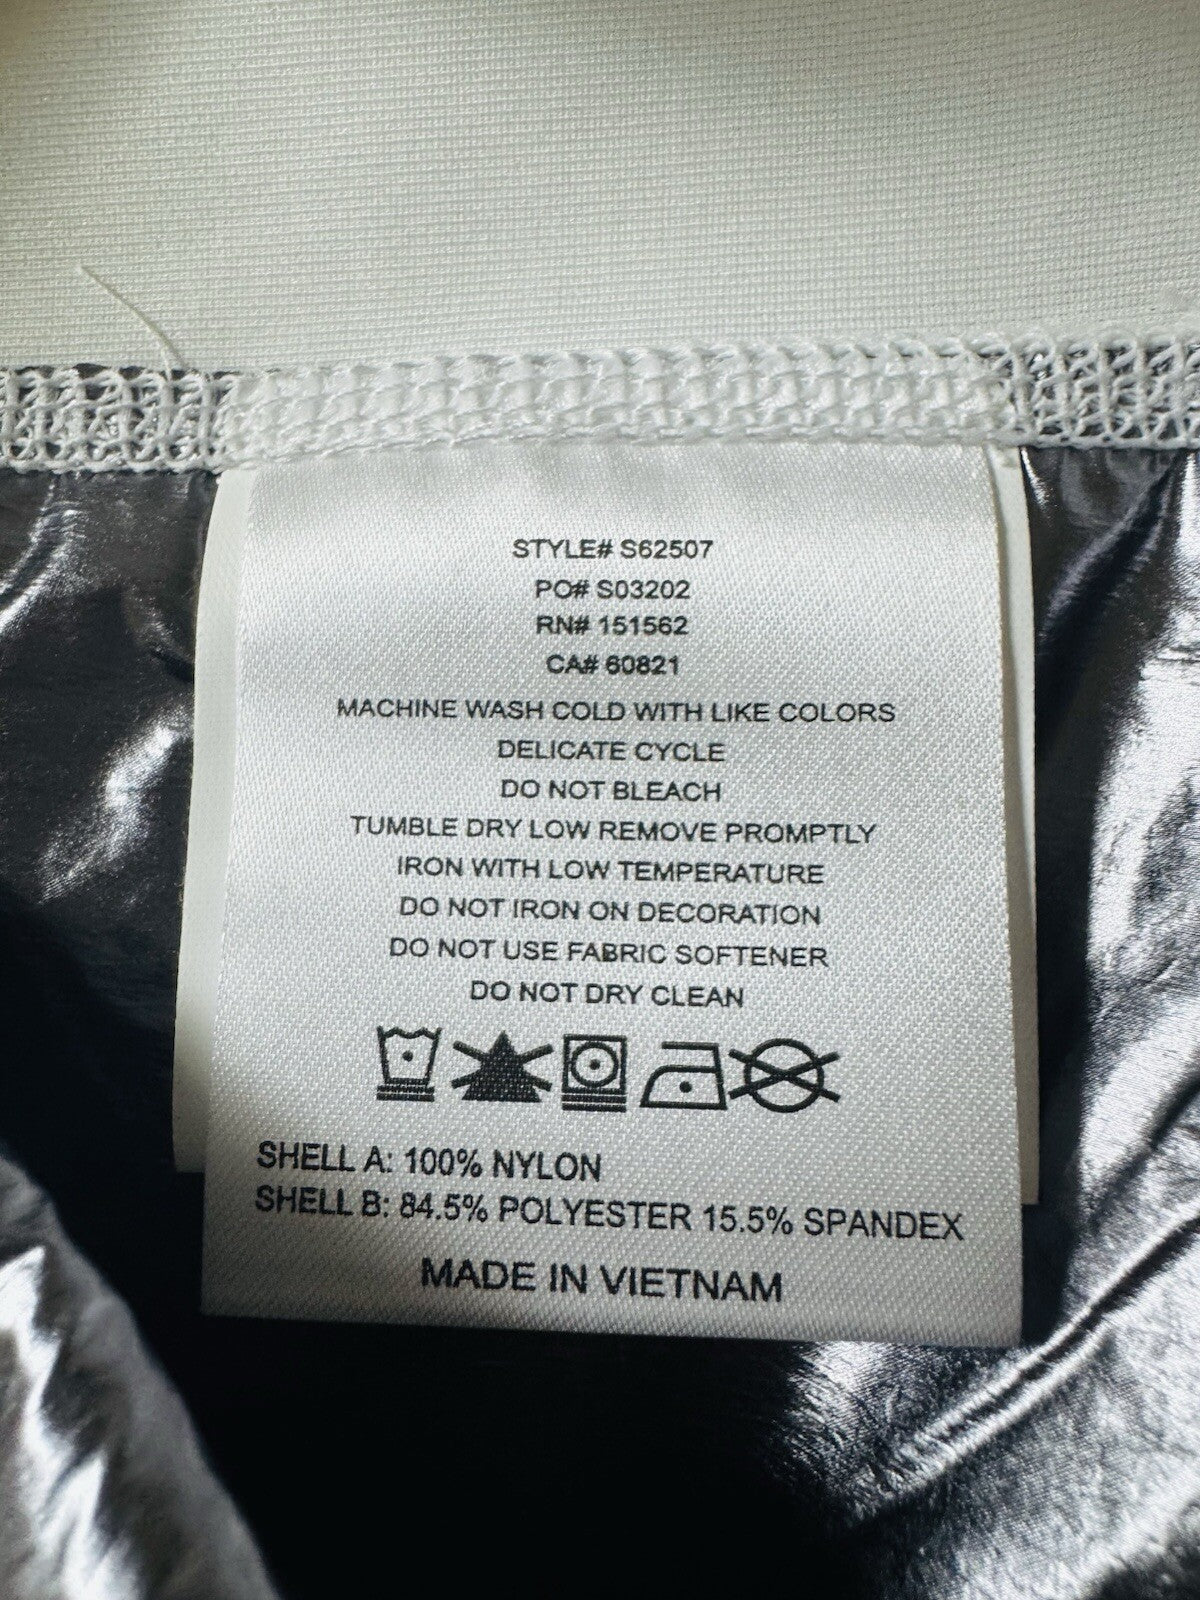 STYLE# S62507
PO# S03202
RN# 151562
CA# 60821
MACHINE WASH COLD WITH LIKE COLORS
DELICATE CYCLE
DO NOT BLEACH
TUMBLE DRY LOW REMOVE PROMPTLY
IRON WITH LOW TEMPERATURE
DO NOT IRON ON DECORATION
DO NOT USE FABRIC SOFTENER
DO NOT DRY CLEAN
SHELL A: 100% NYLON
SHELL B: 84.5% POLYESTER 15.5% SPANDEX
MADE IN VIETNAM